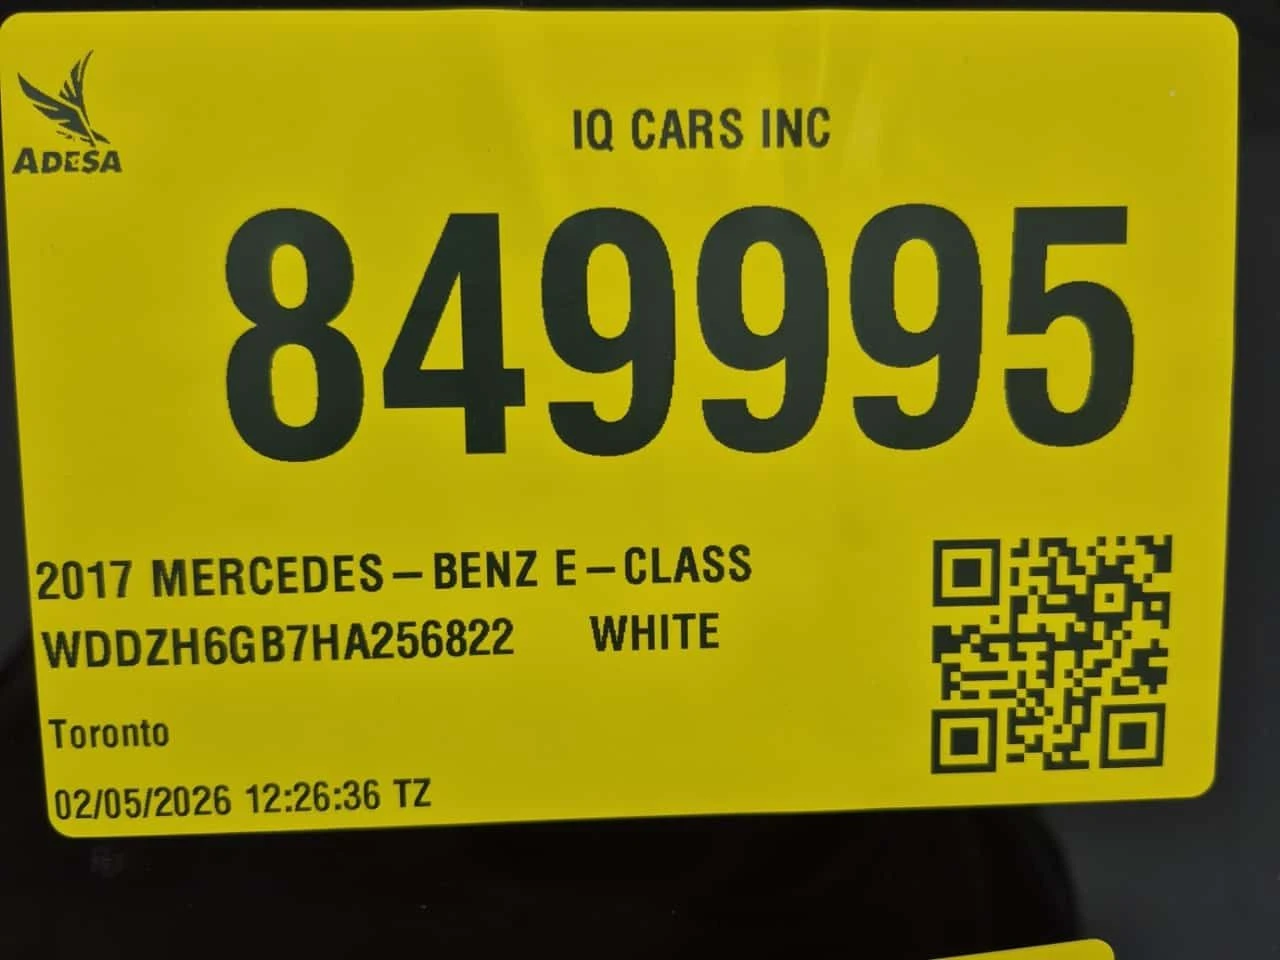 ADESA
IQ CARS INC
849995
2017 MERCEDES-BENZ E-CLASS
WDDZH6GB7HA256822 WHITE
Toronto
02/05/2026 12:26:36 TZ